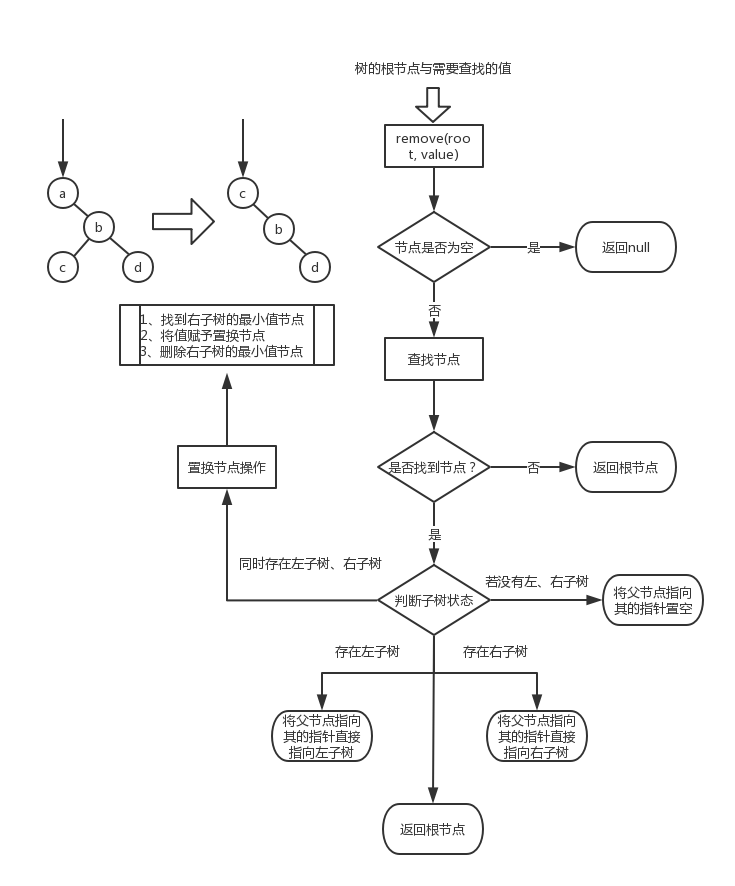 树的根节点与需要查找的值
remove(roo
t, value)
a
b
c
d
c
b
d
节点是否为空
是
返回null
否
1、找到右子树的最小值节点
2、将值赋予置换节点
3、删除右子树的最小值节点
查找节点
置换节点操作
是否找到节点？
否
返回根节点
是
同时存在左子树、右子树
判断子树状态
若没有左、右子树
将父节点指向
其的指针置空
存在左子树
存在右子树
将父节点指向
其的指针直接
指向左子树
将父节点指向
其的指针直接
指向右子树
返回根节点